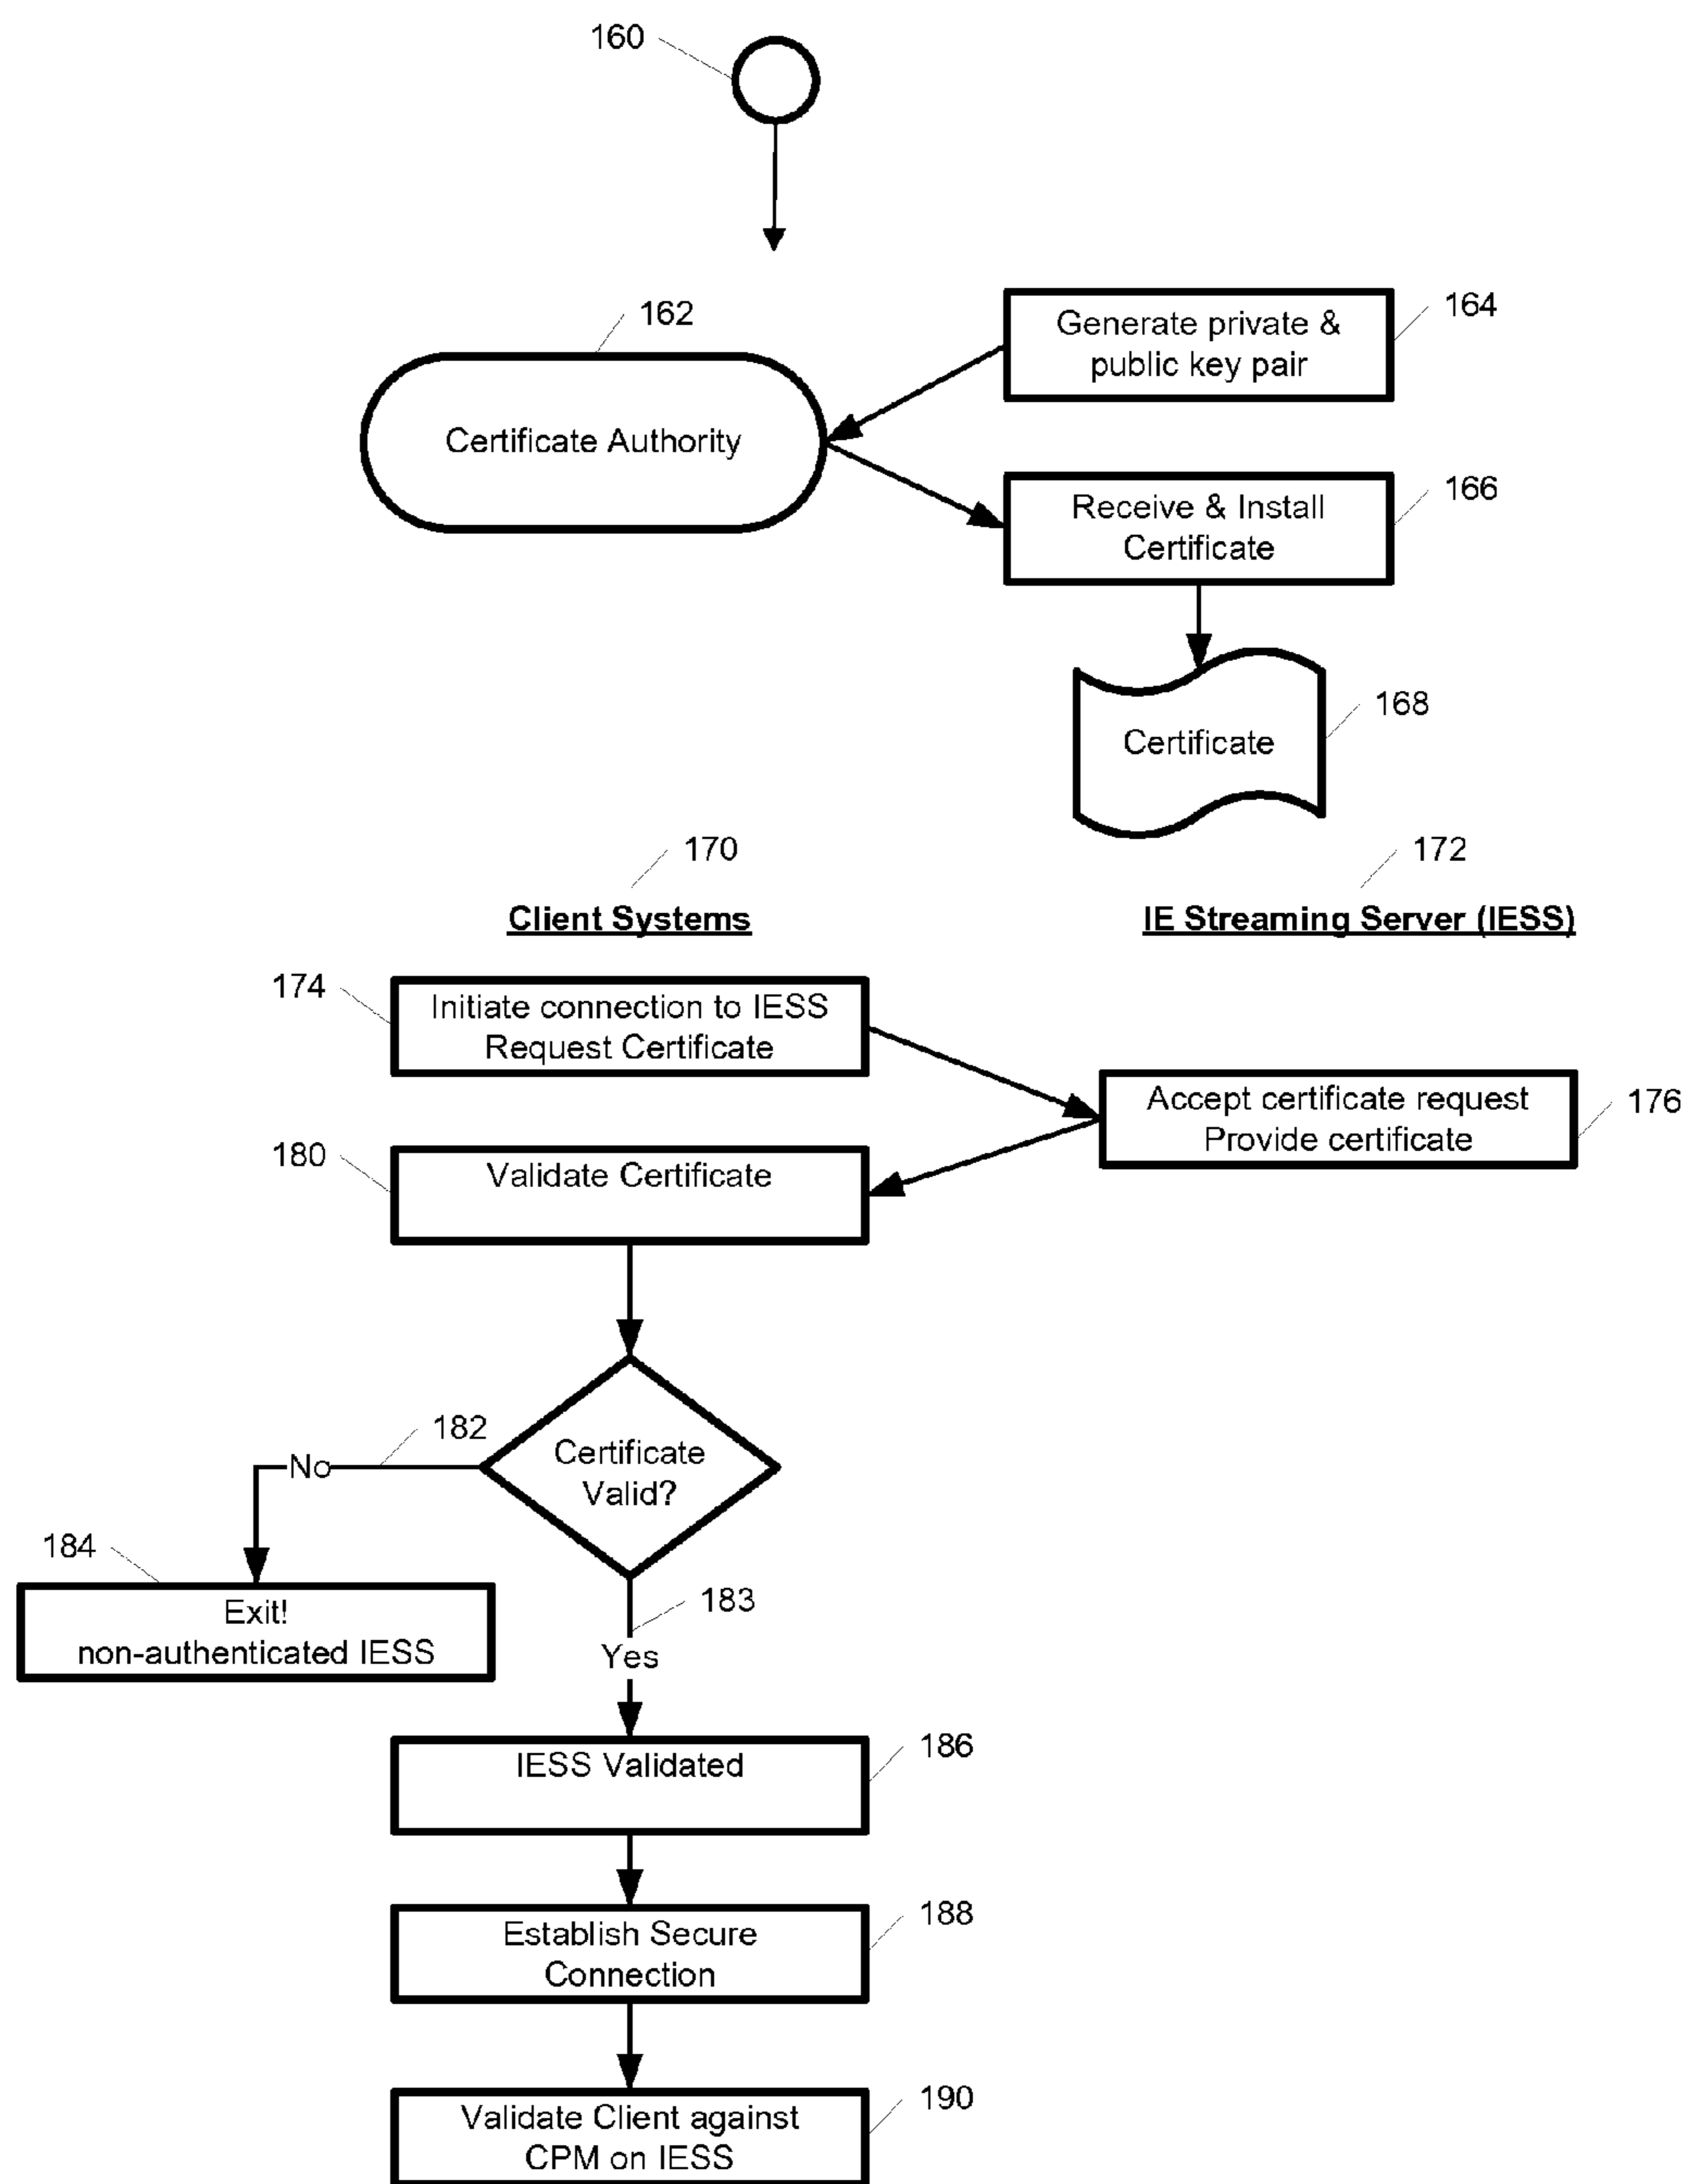 160
162
Generate private &
public key pair
164
Certificate Authority
Receive & Install
Certificate
166
Certificate
168
170
172
Client Systems
IE Streaming Server (IESS)
174
Initiate connection to IESS
Request Certificate
Accept certificate request
Provide certificate
176
180
Validate Certificate
182
No
Certificate
Valid?
184
Exit!
non-authenticated IESS
183
Yes
IESS Validated
186
Establish Secure
Connection
188
Validate Client against
CPM on IESS
190